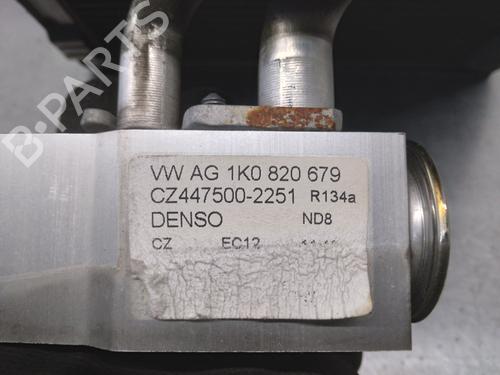 B-PARTS
VW AG 1K0 820 679
CZ447500-2251 R134a
DENSO ND8
CZ EC12